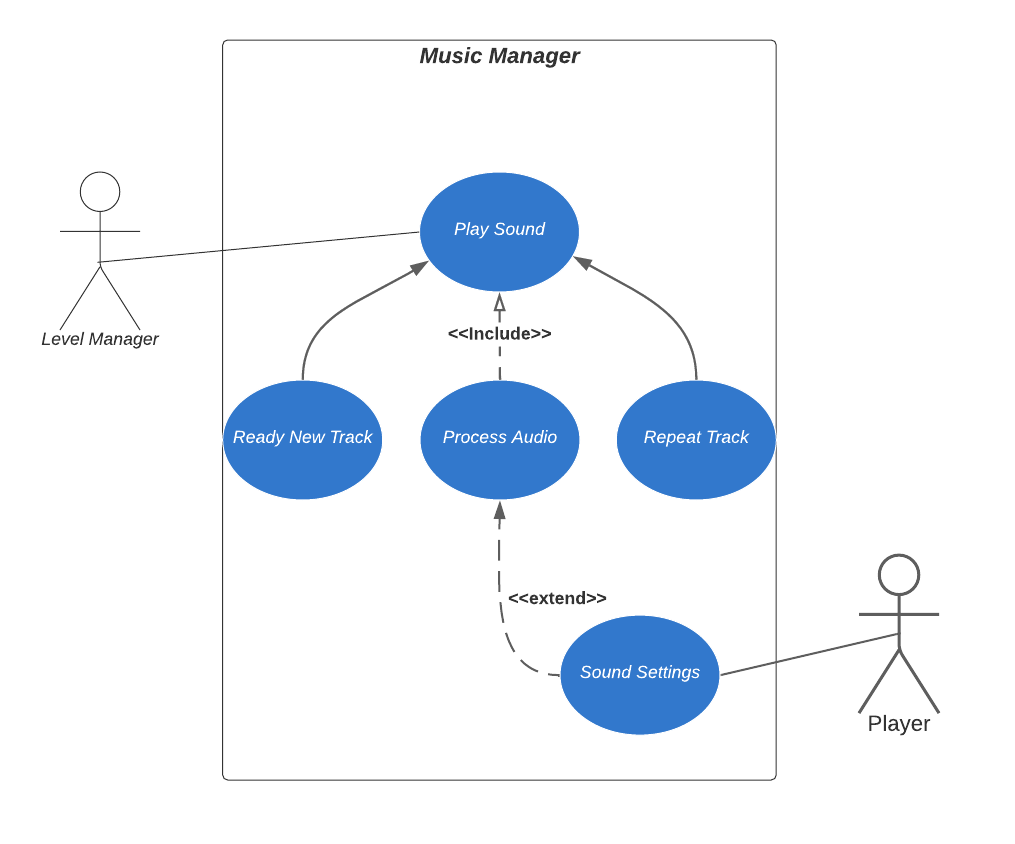 Music Manager
Play Sound
Level Manager
<<Include>>
Ready New Track
Process Audio
Repeat Track
<<extend>>
Sound Settings
Player